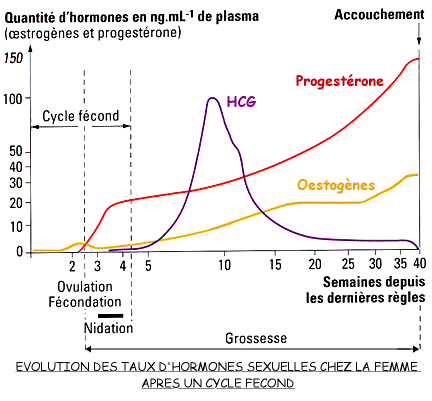 Quantité d'hormones en ng.mL-1 de plasma
(œstrogènes et progestérone)
Accouchement
150
Progestérone
HCG
100
Cycle fécond
50
40
30
Oestogènes
20
10
0
1 2 3 4 5 10 15 20 25 30 35 40
Ovulation
Fécondation
Semaines depuis
les dernières règles
Nidation
Grossesse
EVOLUTION DES TAUX D'HORMONES SEXUELLES CHEZ LA FEMME
APRES UN CYCLE FECOND